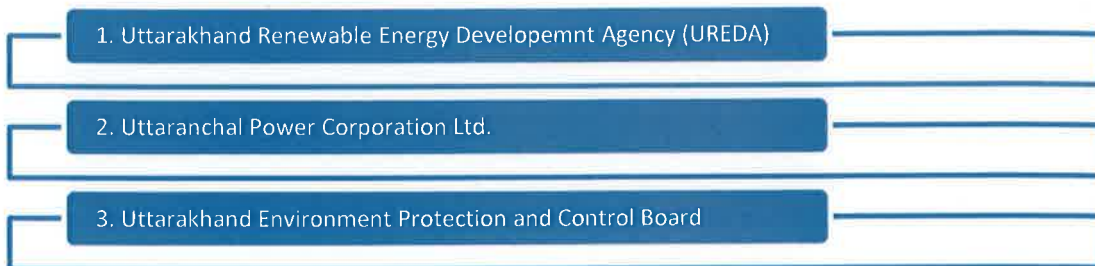 1. Uttarakhand Renewable Energy Developemnt Agency (UREDA)
2. Uttaranchal Power Corporation Ltd.
3. Uttarakhand Environment Protection and Control Board